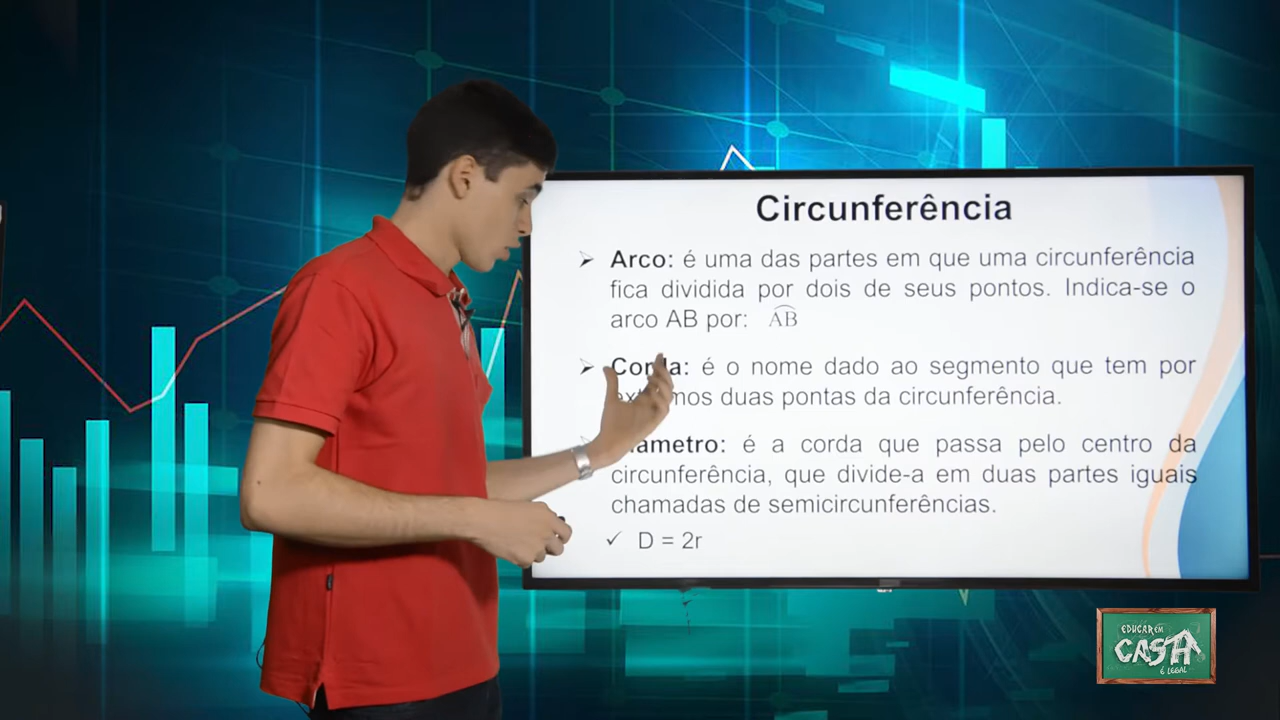 Circunferência
Arco: é uma das partes em que uma circunferência
fica dividida por dois de seus pontos. Indica-se o
arco AB por: AB
é o nome dado ao segmento que tem por
duas pontas da circunferência.
é a corda que passa pelo centro da
circunferência, que divide-a em duas partes iguais
chamadas de semicircunferências.
✓ D = 2r
EDUCAR EM
CASA
É LEGAL